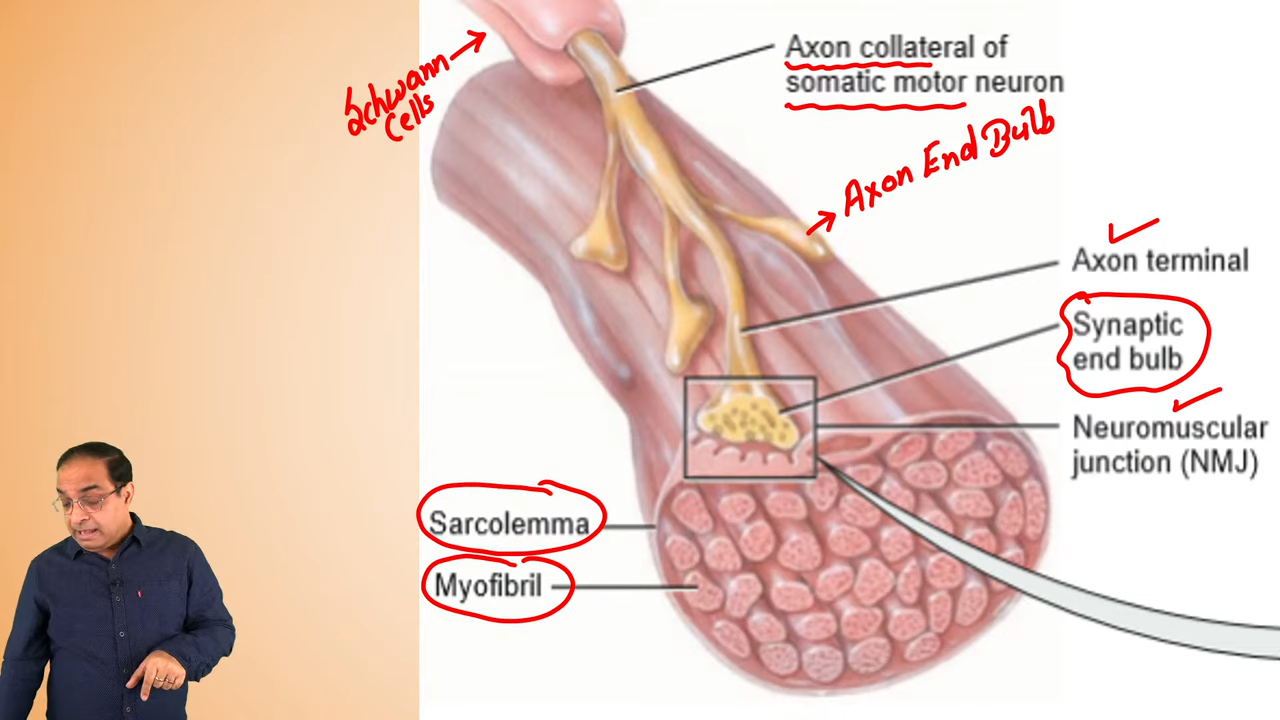 Axon collateral of
somatic motor neuron
Schwann
Cells
Axon End Bulb
Axon terminal
Synaptic
end bulb
Neuromuscular
junction (NMJ)
Sarcolemma
Myofibril